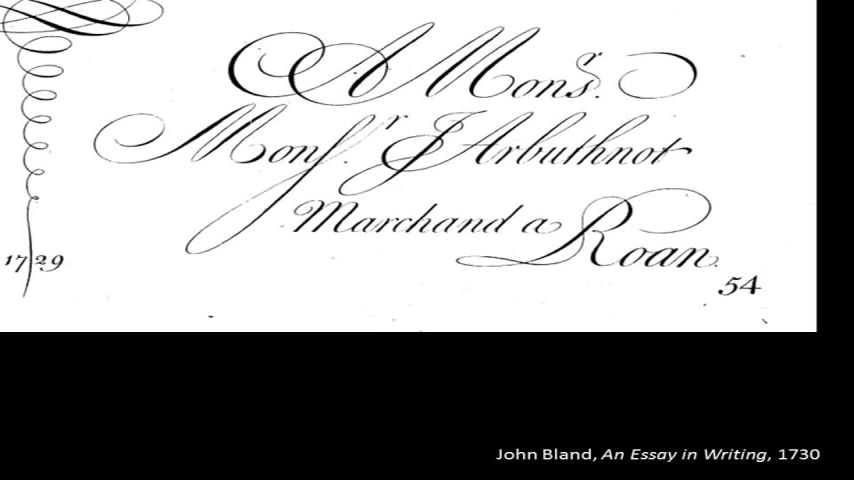 A Mons.r
Monſ.r J Arbuthnot
Marchand a Roan.
1729
54
John Bland, An Essay in Writing, 1730